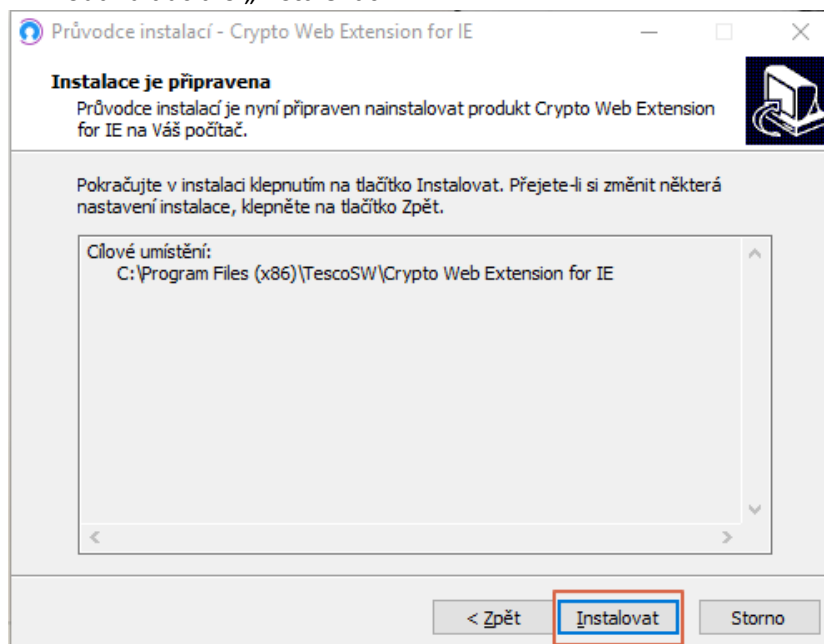 Průvodce instalací - Crypto Web Extension for IE
Instalace je připravena
Průvodce instalací je nyní připraven nainstalovat produkt Crypto Web Extension
for IE na Váš počítač.
Pokračujte v instalaci klepnutím na tlačítko Instalovat. Přejete-li si změnit některá
nastavení instalace, klepněte na tlačítko Zpět.
Cílové umístění:
C:\Program Files (x86)\TescoSW\Crypto Web Extension for IE
< Zpět
Instalovat
Storno